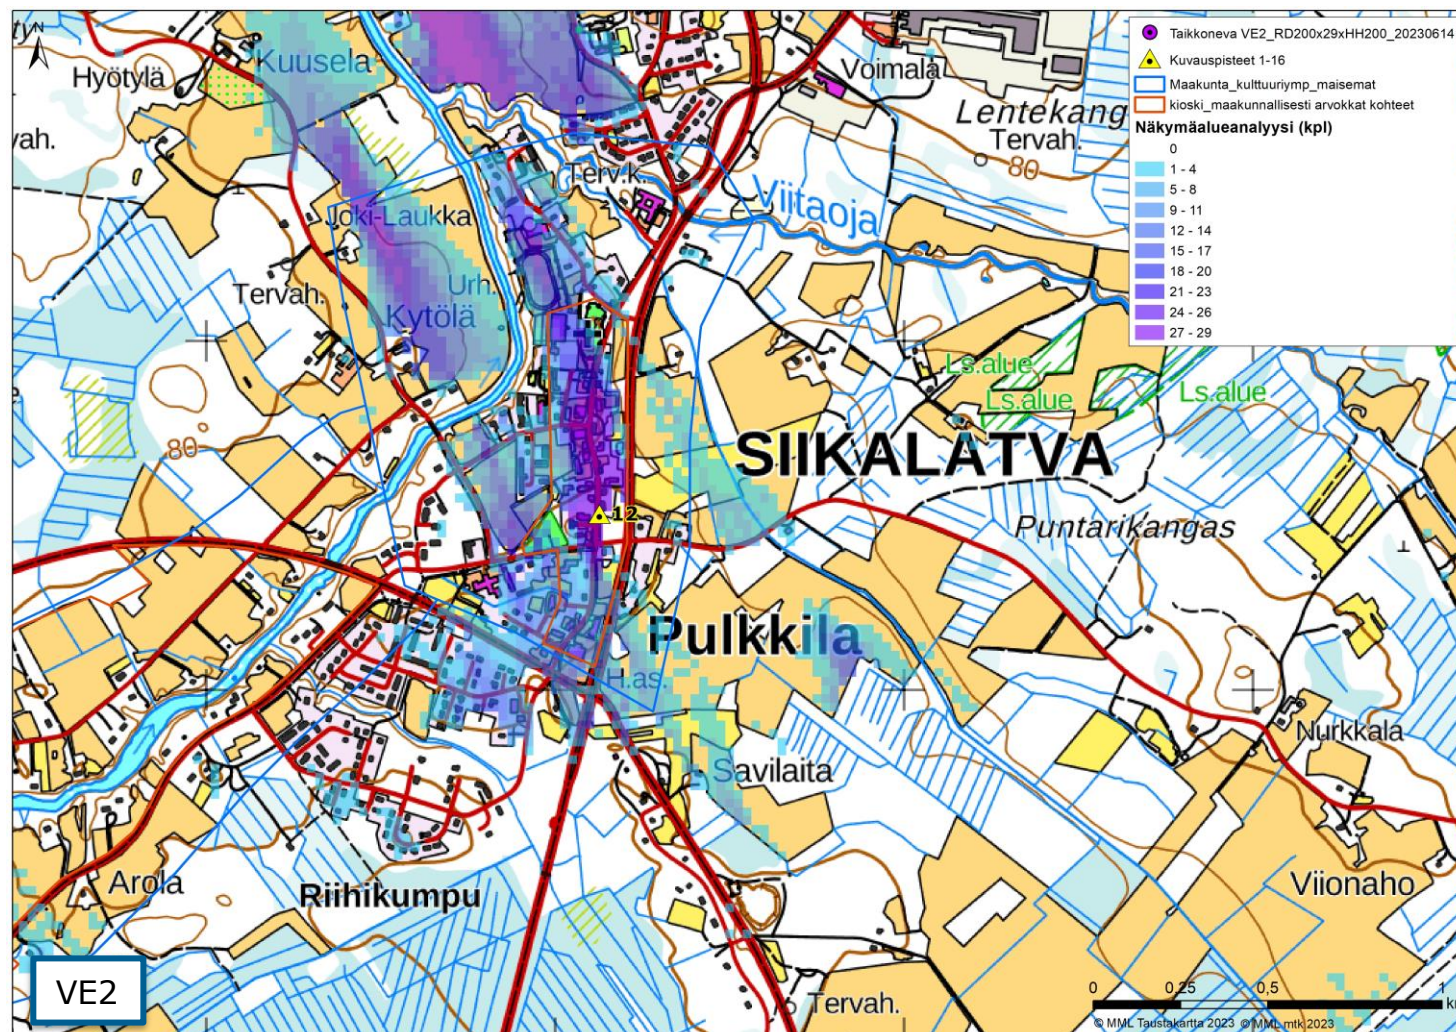 Taikkoneva VE2_RD200x29xHH200_20230614
Kuvauspisteet 1-16
Maakunta_kulttuuriymp_maisemat
kioski_maakunnallisesti arvokkat kohteet
Näkymäalueanalyysi (kpl)
0
1 - 4
5 - 8
9 - 11
12 - 14
15 - 17
18 - 20
21 - 23
24 - 26
27 - 29
N
Kuusela
Hyötylä
Voimala
Lentekang
Tervah.
80
vah.
Terv.k.
Viitaoja
Joki-Laukka
Urh.
Tervah.
Kytölä
Ls.alue
Ls.alue
Ls.alue
80
SIIKALATVA
12
Puntarikangas
Pulkkila
H.as.
Nurkkala
Savilaita
Arola
Riihikumpu
Viionaho
VE2
Tervah.
0 0,25 0,5 1
km
© MML Taustakartta 2023 © MML mtk 2023